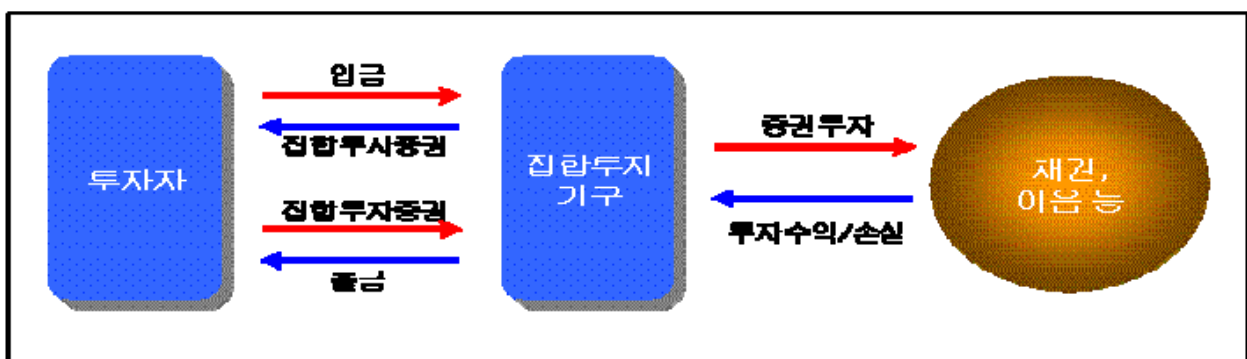 입금
집합투자증권
투자자
집합투자증권
출금
집합투자
기구
증권투자
투자수익/손실
채권,
어음 등